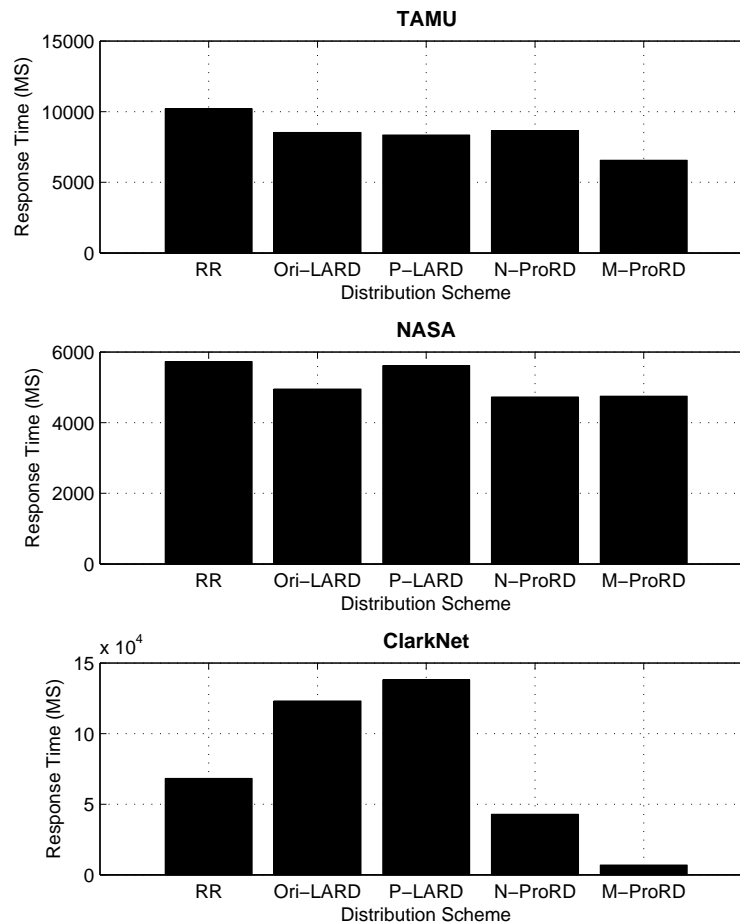 TAMU
15000
10000
5000
0
Response Time (MS)
RR Ori−LARD P−LARD N−ProRD M−ProRD
Distribution Scheme
NASA
6000
4000
2000
0
Response Time (MS)
RR Ori−LARD P−LARD N−ProRD M−ProRD
Distribution Scheme
ClarkNet
x 10⁴
15
10
5
0
Response Time (MS)
RR Ori−LARD P−LARD N−ProRD M−ProRD
Distribution Scheme